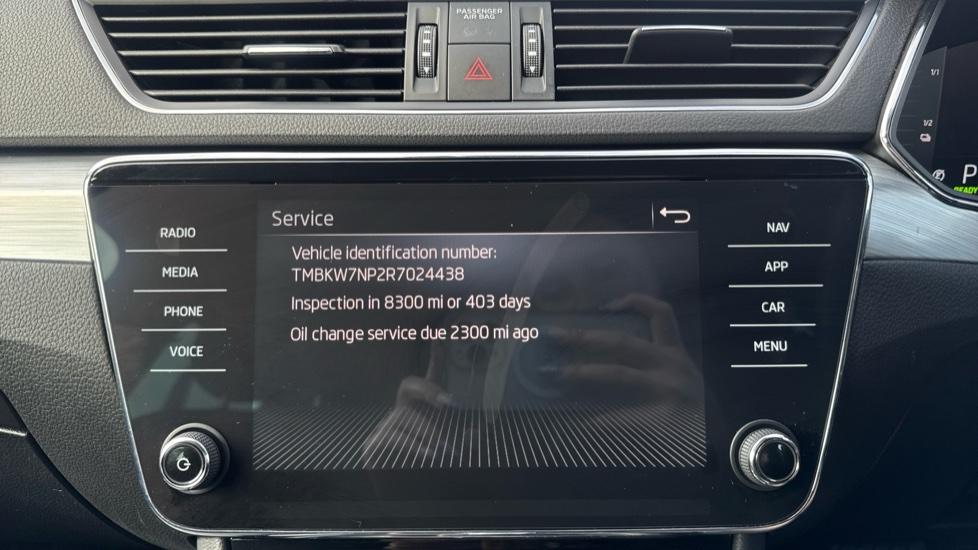 PASSENGER
AIR BAG
1/1
1/2
P
READY
Service
RADIO
MEDIA
PHONE
VOICE
Vehicle identification number:
TMBKW7NP2R7024438
Inspection in 8300 mi or 403 days
Oil change service due 2300 mi ago
NAV
APP
CAR
MENU